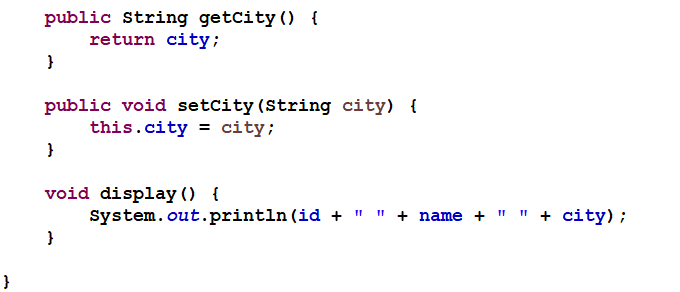 public String getCity() {
return city;
}
public void setCity(String city) {
this.city = city;
}
void display() {
System.out.println(id + " " + name + " " + city);
}
}